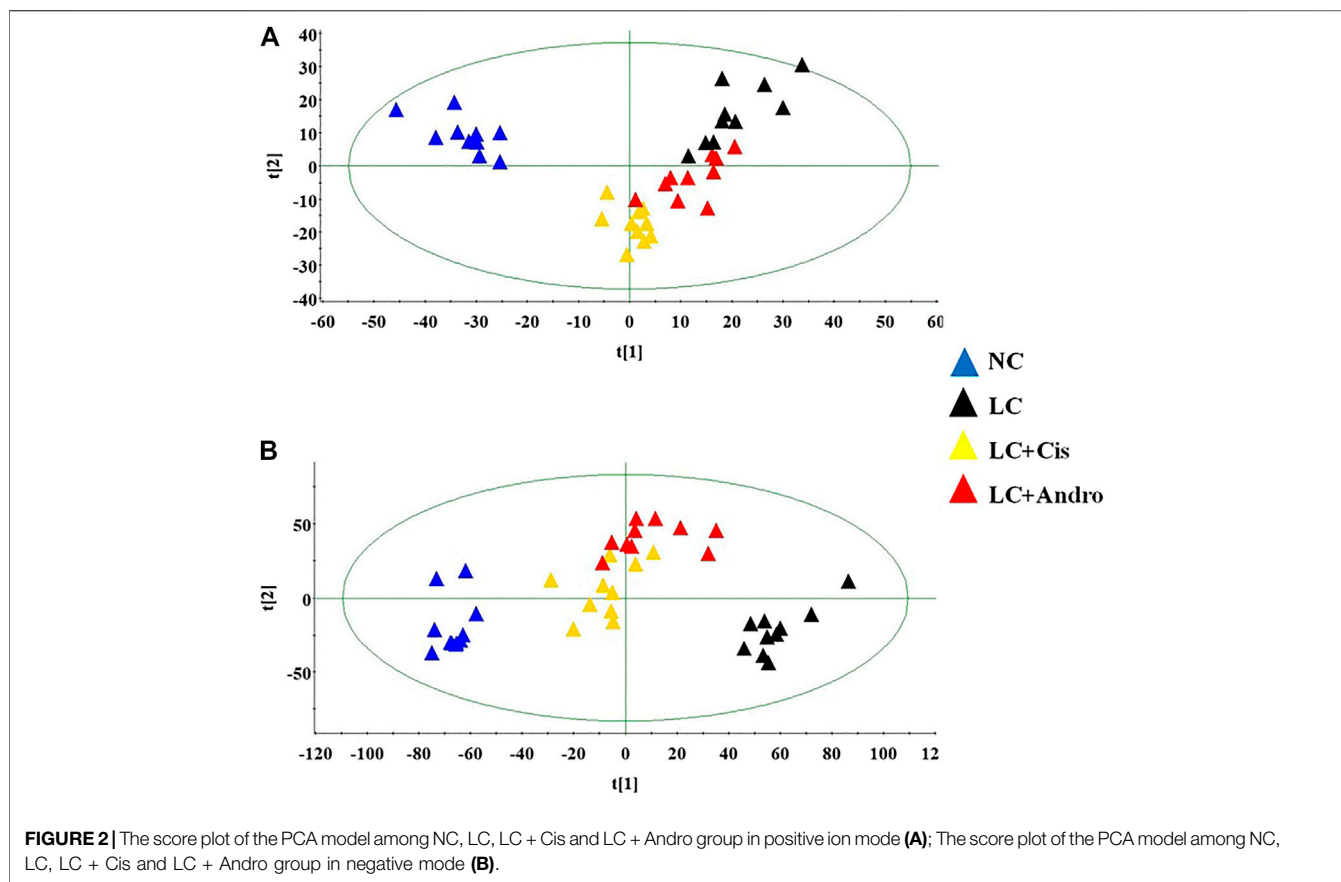 A
40
30
20
10
0
-10
-20
-30
-40
t[2]
-60 -50 -40 -30 -20 -10 0 10 20 30 40 50 60
t[1]
NC
LC
LC+Cis
LC+Andro
B
50
0
-50
t[2]
-120 -100 -80 -60 -40 -20 0 20 40 60 80 100 12
t[1]
FIGURE 2 | The score plot of the PCA model among NC, LC, LC + Cis and LC + Andro group in positive ion mode (A); The score plot of the PCA model among NC,
LC, LC + Cis and LC + Andro group in negative mode (B).